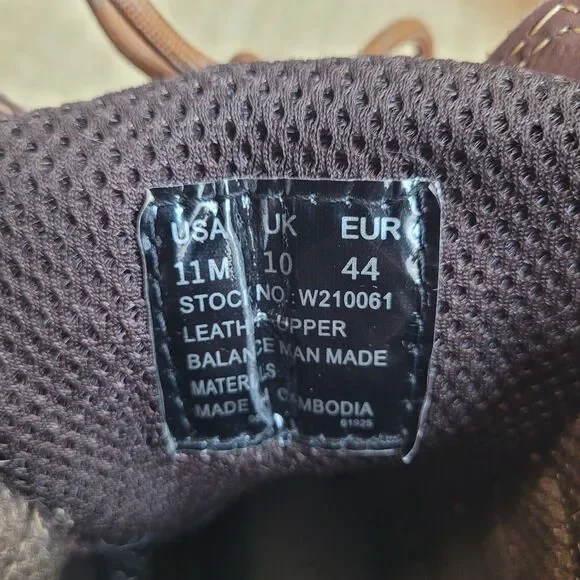 USA UK EUR
11M 10 44
STOCK NO.: W210061
LEATHER UPPER
BALANCE MAN MADE
MATERIALS
MADE IN CAMBODIA
61925